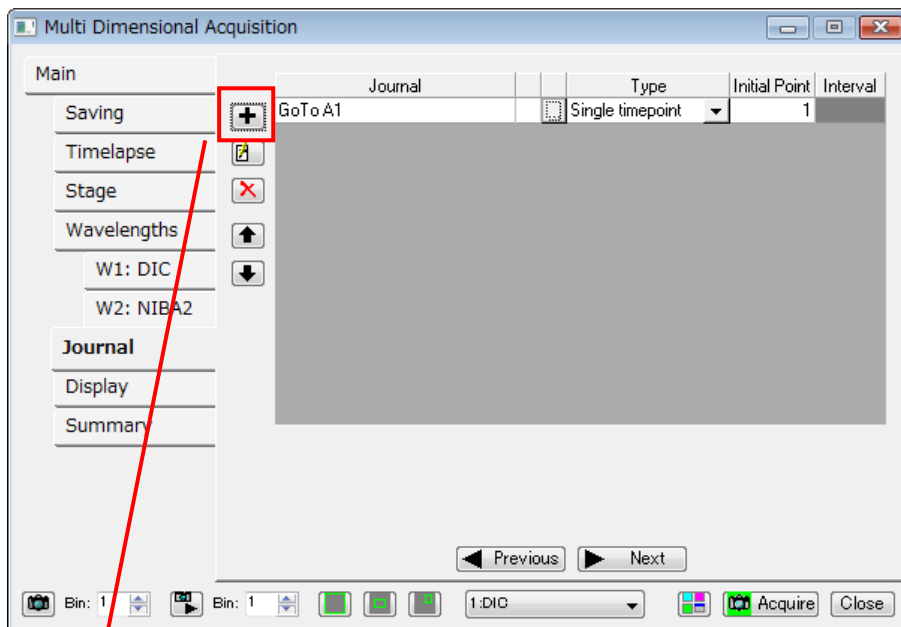 Multi Dimensional Acquisition
Main
Saving
Timelapse
Stage
Wavelengths
W1: DIC
W2: NIBA2
Journal
Display
Summary
Journal Type Initial Point Interval
GoTo A1 Single timepoint 1
Previous Next
Bin: 1 Bin: 1 1:DIC Acquire Close